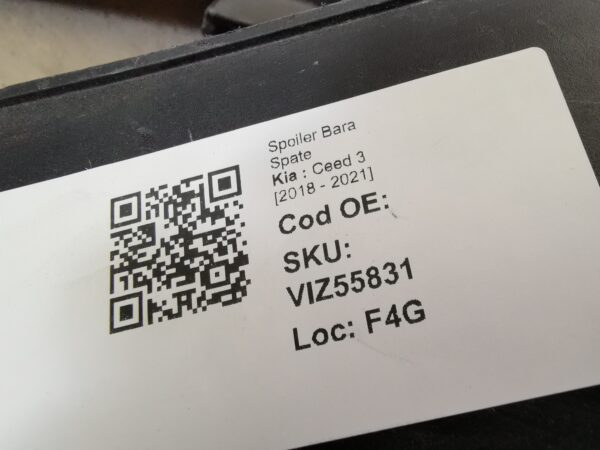 Spoiler Bara
Spate
Kia : Ceed 3
[2018 - 2021]
Cod OE:
SKU:
VIZ55831
Loc: F4G